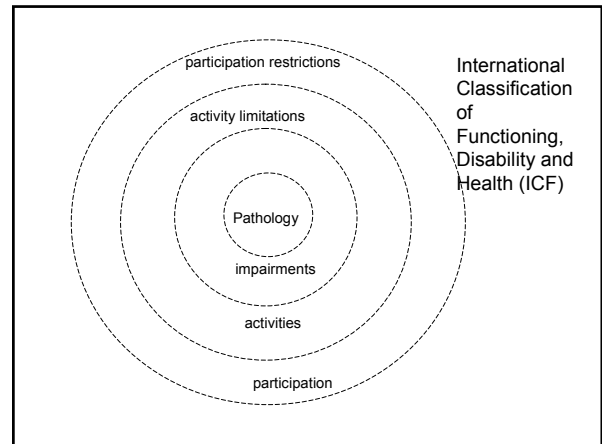 participation restrictions
activity limitations
Pathology
impairments
activities
participation
International
Classification
of
Functioning,
Disability and
Health (ICF)